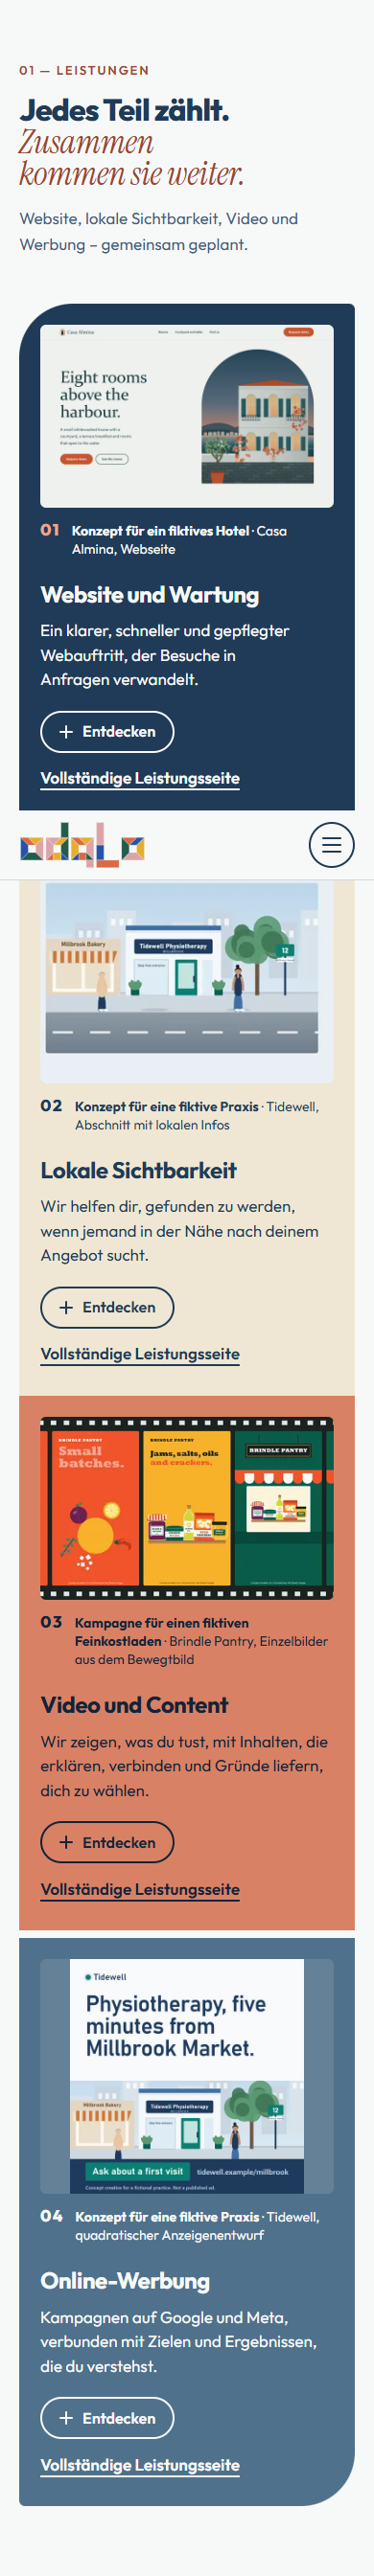 01 — LEISTUNGEN
Jedes Teil zählt.
Zusammen
kommen sie weiter.
Website, lokale Sichtbarkeit, Video und
Werbung – gemeinsam geplant.
Casa Almina
Eight rooms
above the
harbour.
01 Konzept für ein fiktives Hotel · Casa
Almina, Webseite
Website und Wartung
Ein klarer, schneller und gepflegter
Webauftritt, der Besuche in
Anfragen verwandelt.
+ Entdecken
Vollständige Leistungsseite
odalo
Millbrook Bakery
Tidewell Physiotherapy
12
02 Konzept für eine fiktive Praxis · Tidewell,
Abschnitt mit lokalen Infos
Lokale Sichtbarkeit
Wir helfen dir, gefunden zu werden,
wenn jemand in der Nähe nach deinem
Angebot sucht.
+ Entdecken
Vollständige Leistungsseite
BRINDLE PANTRY
Small
batches.
BRINDLE PANTRY
Jams, salts, oils
and crackers.
BRINDLE PANTRY
03 Kampagne für einen fiktiven
Feinkostladen · Brindle Pantry, Einzelbilder
aus dem Bewegtbild
Video und Content
Wir zeigen, was du tust, mit Inhalten, die
erklären, verbinden und Gründe liefern,
dich zu wählen.
+ Entdecken
Vollständige Leistungsseite
Tidewell
Physiotherapy, five
minutes from
Millbrook Market.
Millbrook Bakery
Tidewell Physiotherapy
12
Ask about a first visit
tidewell.example/millbrook
Concept creative for a fictional practice. Not a published ad.
04 Konzept für eine fiktive Praxis · Tidewell,
quadratischer Anzeigenentwurf
Online-Werbung
Kampagnen auf Google und Meta,
verbunden mit Zielen und Ergebnissen,
die du verstehst.
+ Entdecken
Vollständige Leistungsseite